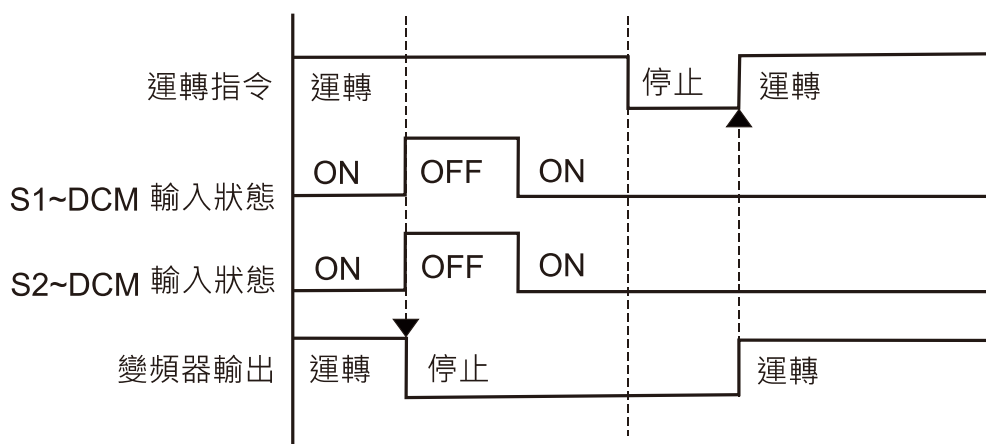 運轉指令 運轉 停止 運轉
S1~DCM 輸入狀態 ON OFF ON
S2~DCM 輸入狀態 ON OFF ON
變頻器輸出 運轉 停止 運轉